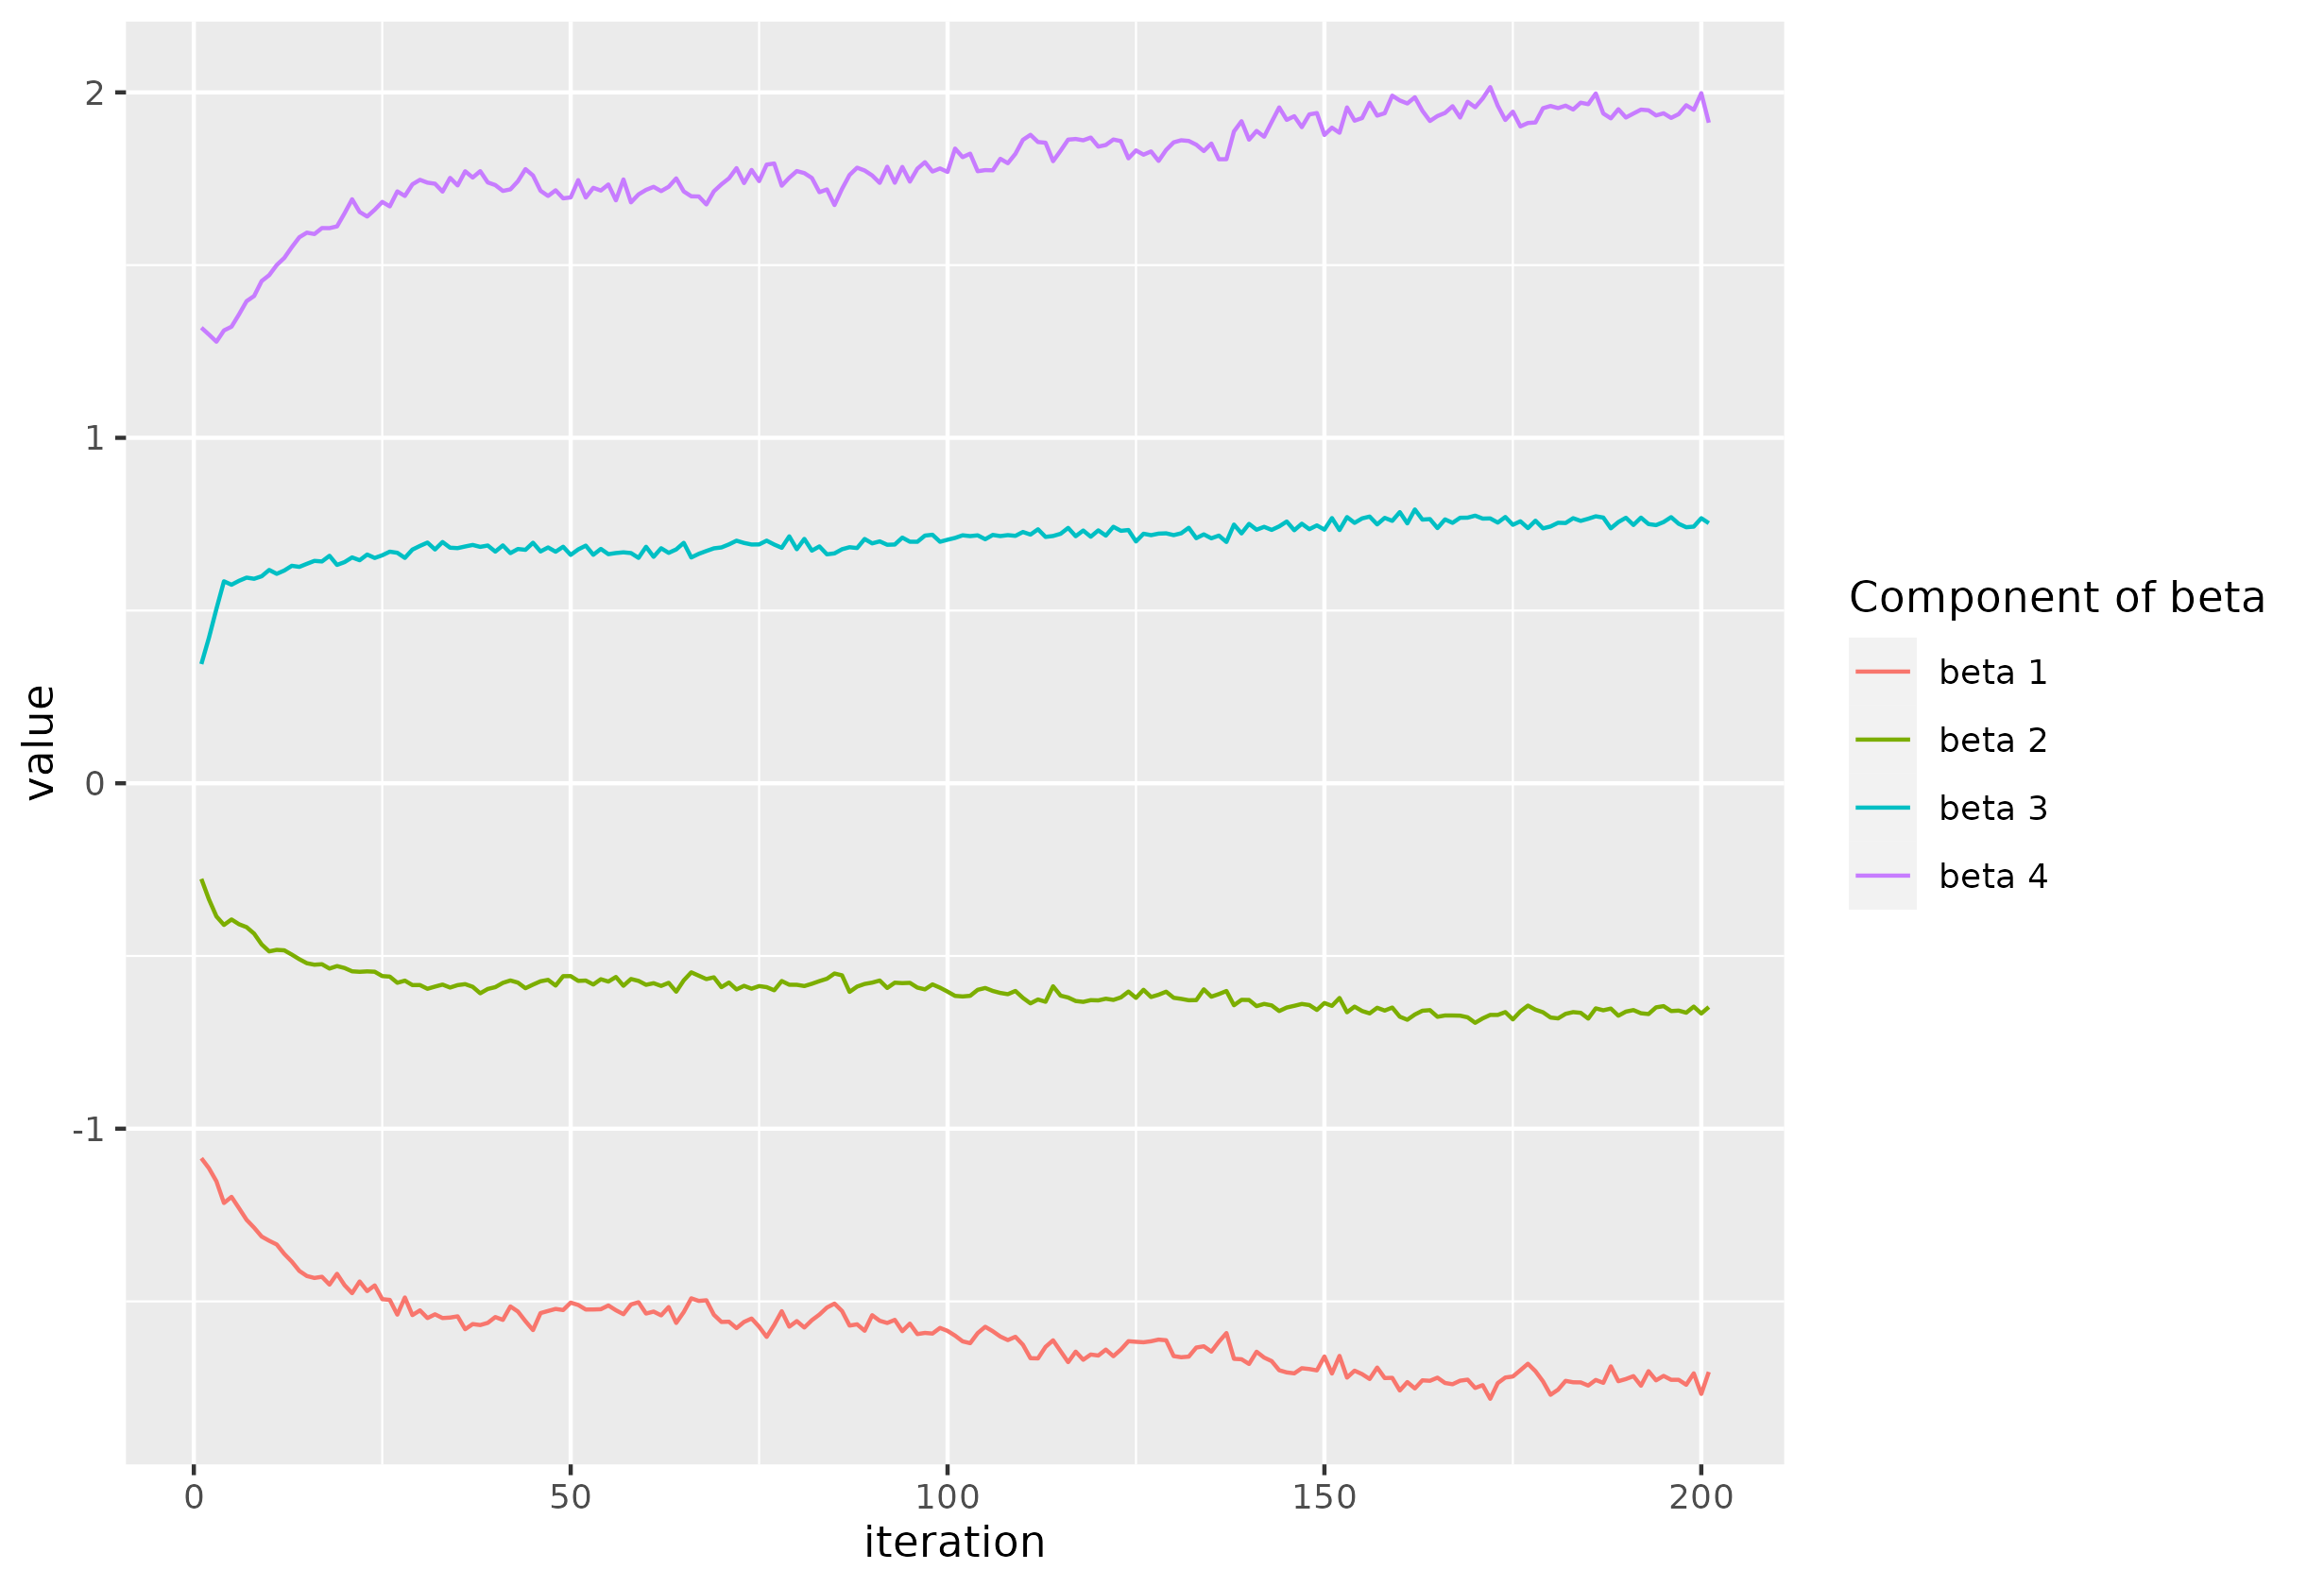 2
1
0
-1
value
0 50 100 150 200
iteration
Component of beta
beta 1
beta 2
beta 3
beta 4